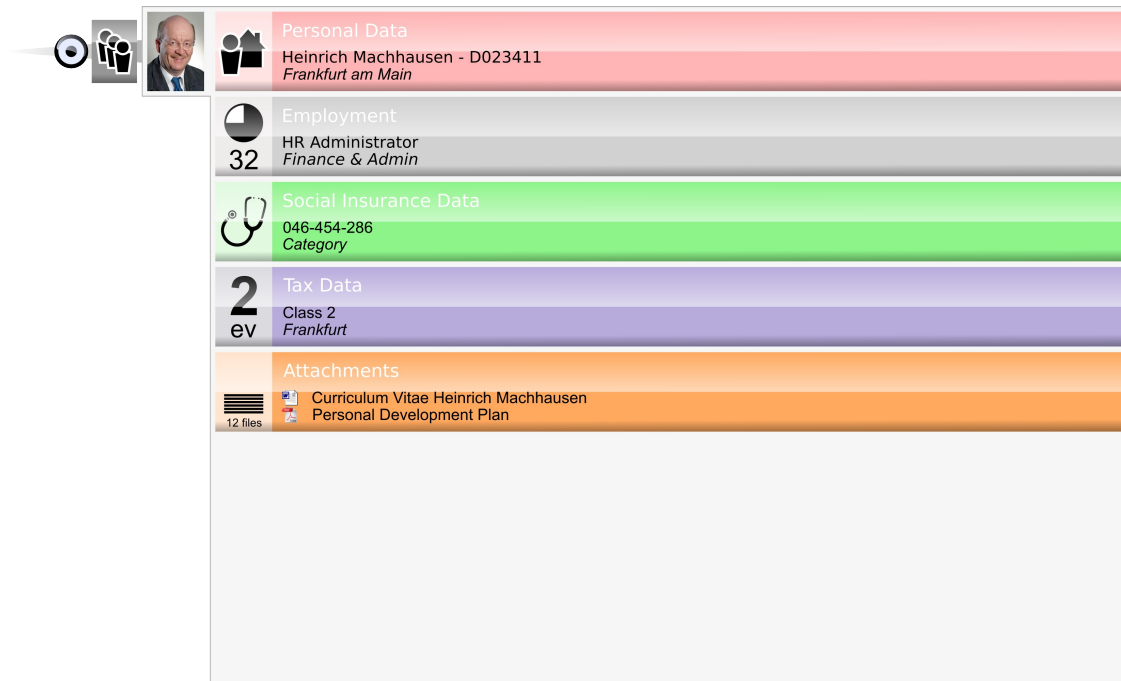 Personal Data
Heinrich Machhausen - D023411
Frankfurt am Main
Employment
32
HR Administrator
Finance & Admin
Social Insurance Data
046-454-286
Category
2
ev
Tax Data
Class 2
Frankfurt
Attachments
12 files
Curriculum Vitae Heinrich Machhausen
Personal Development Plan